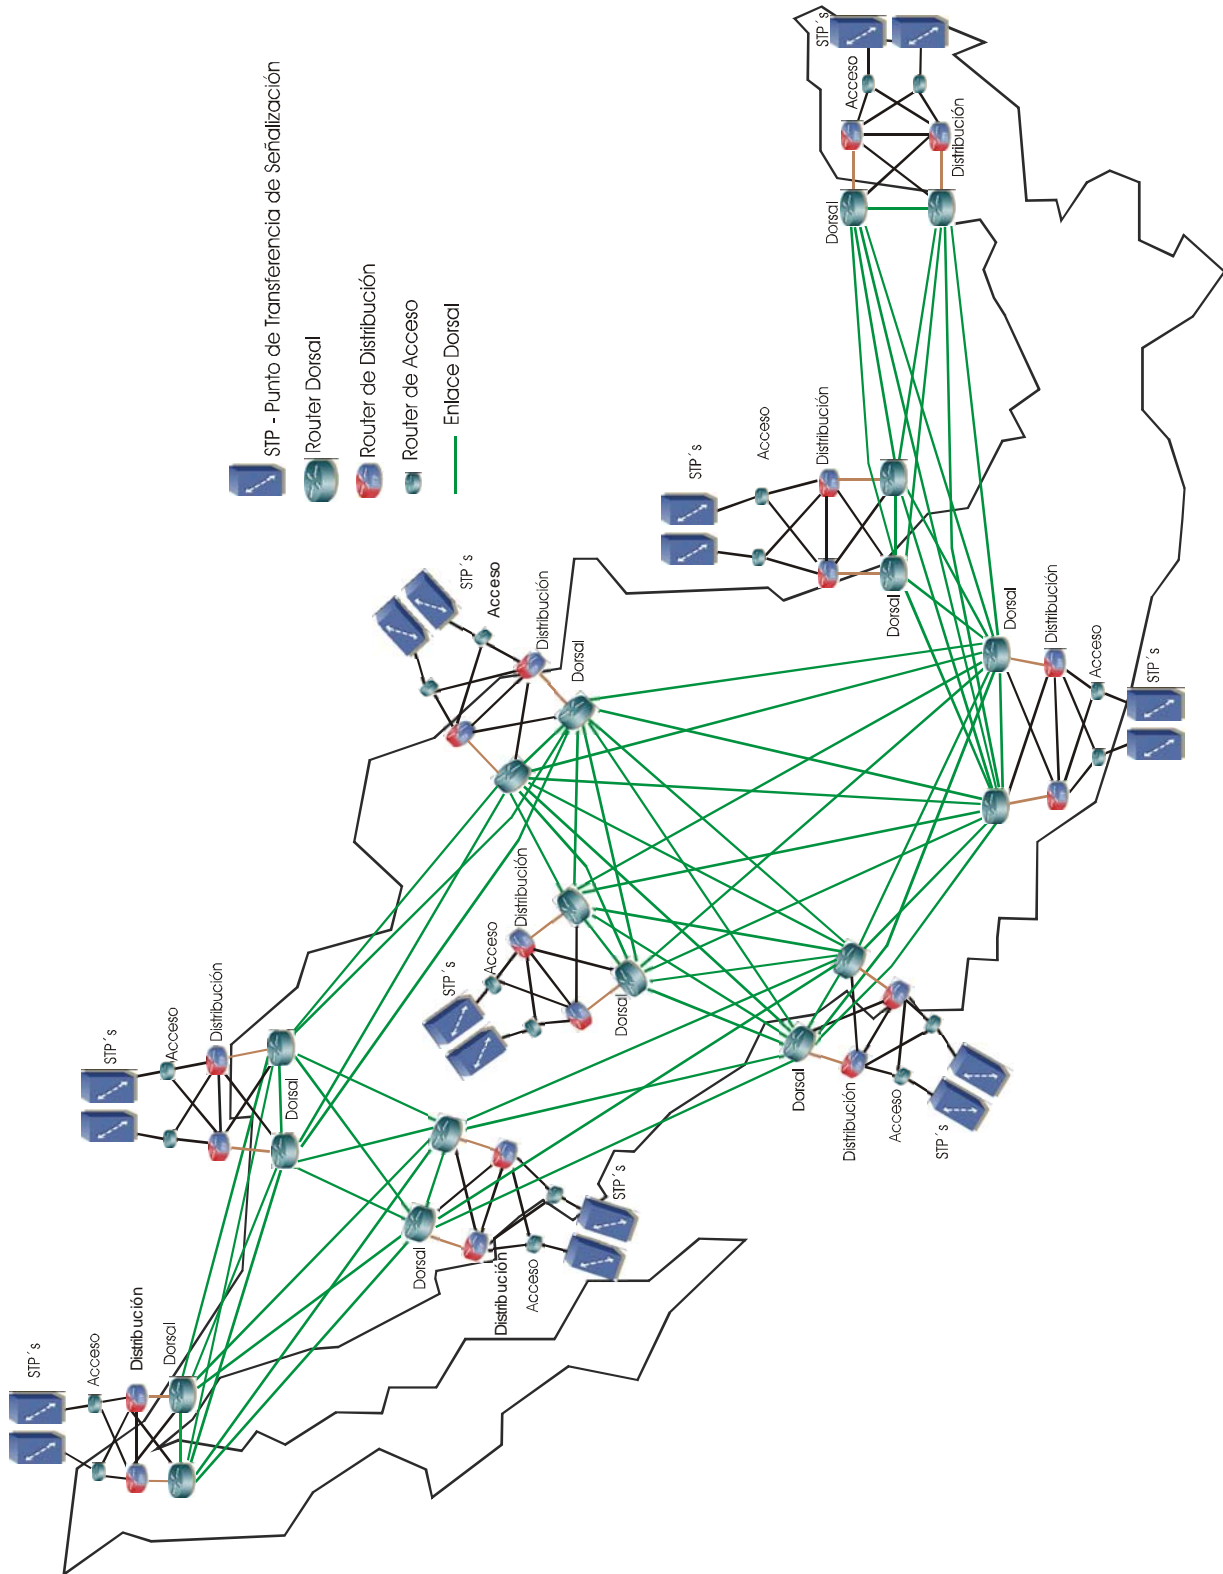 STP´s
Acceso
Distribución
Dorsal
STP´s
Acceso
Distribución
Dorsal
STP - Punto de Transferencia de Señalización
Router Dorsal
Router de Distribución
Router de Acceso
Enlace Dorsal
Dorsal
Distribución
Acceso
STP´s
STP´s
Acceso
Distribución
Dorsal
STP´s
Acceso
Distribución
Dorsal
STP´s
Acceso
Distribución
Dorsal
Dorsal
Distribución
Acceso
STP´s
STP´s
Acceso
Dorsal
Distribución
Dorsal
Distribución
Acceso
STP´s